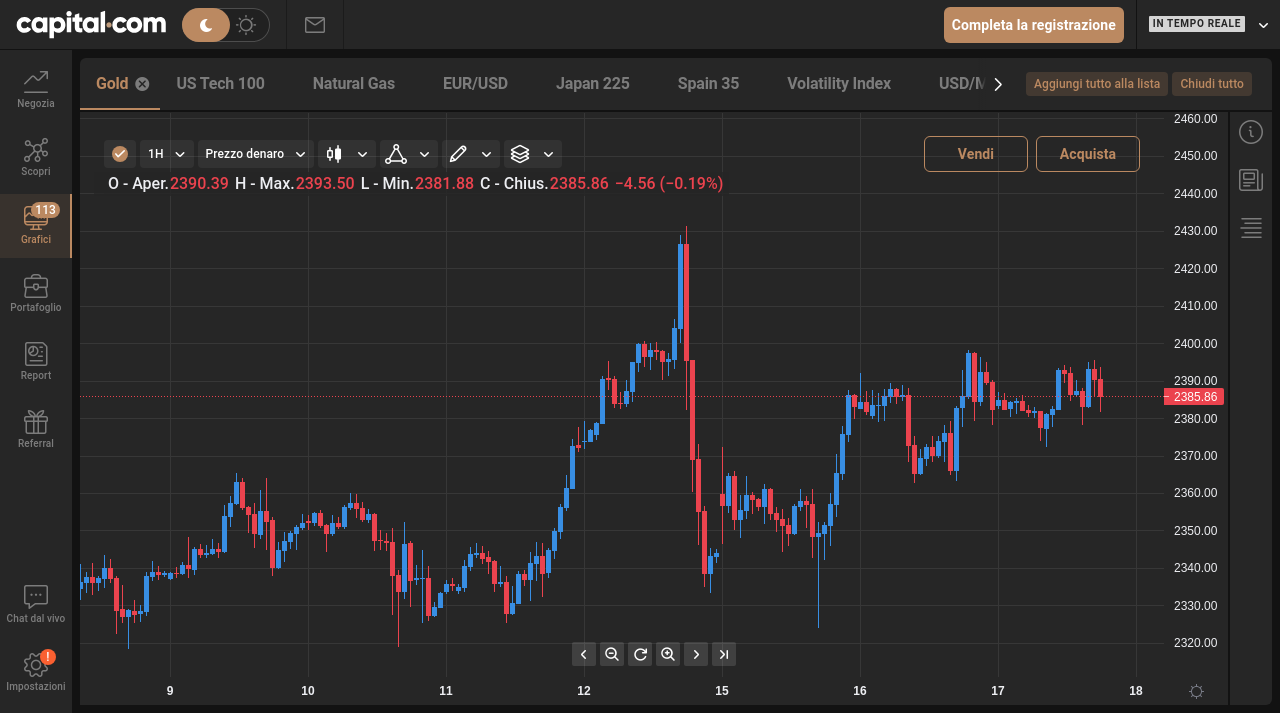 capital.com
Completa la registrazione
IN TEMPO REALE
Negozia
Scopri
113
Grafici
Portafoglio
Report
Referral
Chat dal vivo
!
Impostazioni
Gold
US Tech 100
Natural Gas
EUR/USD
Japan 225
Spain 35
Volatility Index
USD/M
Aggiungi tutto alla lista
Chiudi tutto
1H
Prezzo denaro
Vendi
Acquista
O - Aper.2390.39 H - Max.2393.50 L - Min.2381.88 C - Chius.2385.86 −4.56 (−0.19%)
2460.00
2450.00
2440.00
2430.00
2420.00
2410.00
2400.00
2390.00
2385.86
2380.00
2370.00
2360.00
2350.00
2340.00
2330.00
2320.00
9 10 11 12 15 16 17 18